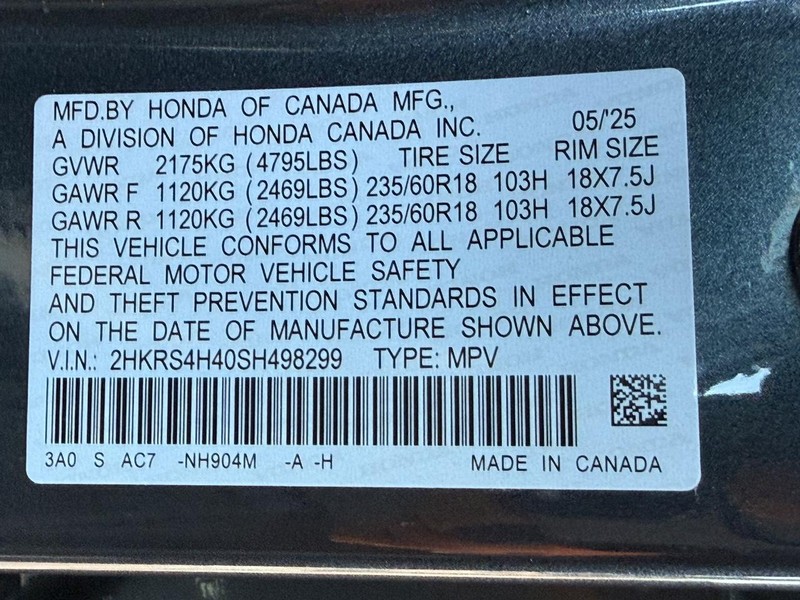 MFD.BY HONDA OF CANADA MFG.,
A DIVISION OF HONDA CANADA INC. 05/'25
GVWR 2175KG (4795LBS) TIRE SIZE RIM SIZE
GAWR F 1120KG (2469LBS) 235/60R18 103H 18X7.5J
GAWR R 1120KG (2469LBS) 235/60R18 103H 18X7.5J
THIS VEHICLE CONFORMS TO ALL APPLICABLE
FEDERAL MOTOR VEHICLE SAFETY
AND THEFT PREVENTION STANDARDS IN EFFECT
ON THE DATE OF MANUFACTURE SHOWN ABOVE.
V.I.N.: 2HKRS4H40SH498299 TYPE: MPV
3A0 S AC7 -NH904M -A -H MADE IN CANADA